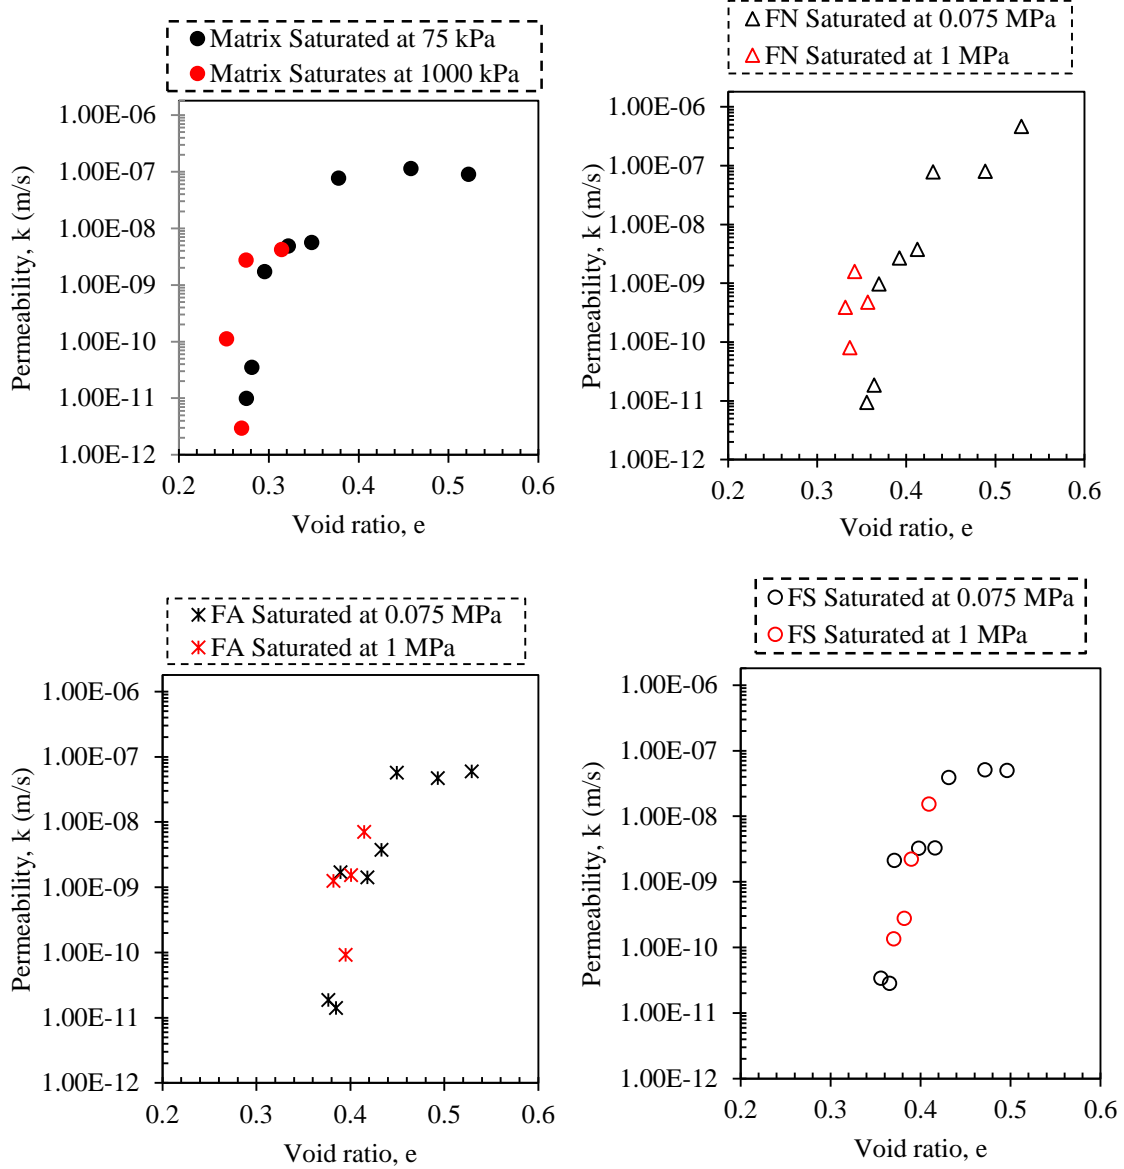 Matrix Saturated at 75 kPa
Matrix Saturates at 1000 kPa
1.00E-06
1.00E-07
1.00E-08
1.00E-09
1.00E-10
1.00E-11
1.00E-12
Permeability, k (m/s)
0.2 0.3 0.4 0.5 0.6
Void ratio, e
FN Saturated at 0.075 MPa
FN Saturated at 1 MPa
1.00E-06
1.00E-07
1.00E-08
1.00E-09
1.00E-10
1.00E-11
1.00E-12
Permeability, k (m/s)
0.2 0.3 0.4 0.5 0.6
Void ratio, e
FA Saturated at 0.075 MPa
FA Saturated at 1 MPa
1.00E-06
1.00E-07
1.00E-08
1.00E-09
1.00E-10
1.00E-11
1.00E-12
Permeability, k (m/s)
0.2 0.3 0.4 0.5 0.6
Void ratio, e
FS Saturated at 0.075 MPa
FS Saturated at 1 MPa
1.00E-06
1.00E-07
1.00E-08
1.00E-09
1.00E-10
1.00E-11
1.00E-12
Permeability, k (m/s)
0.2 0.3 0.4 0.5 0.6
Void ratio, e